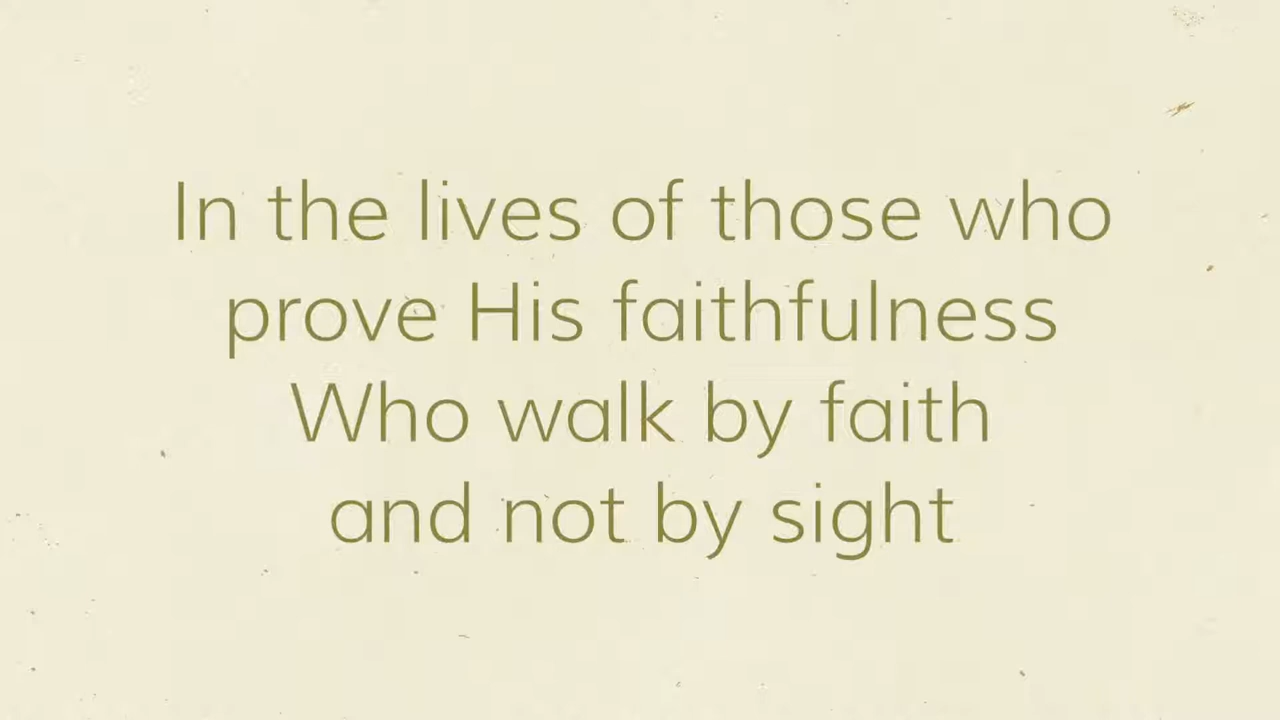 In the lives of those who
prove His faithfulness
Who walk by faith
and not by sight